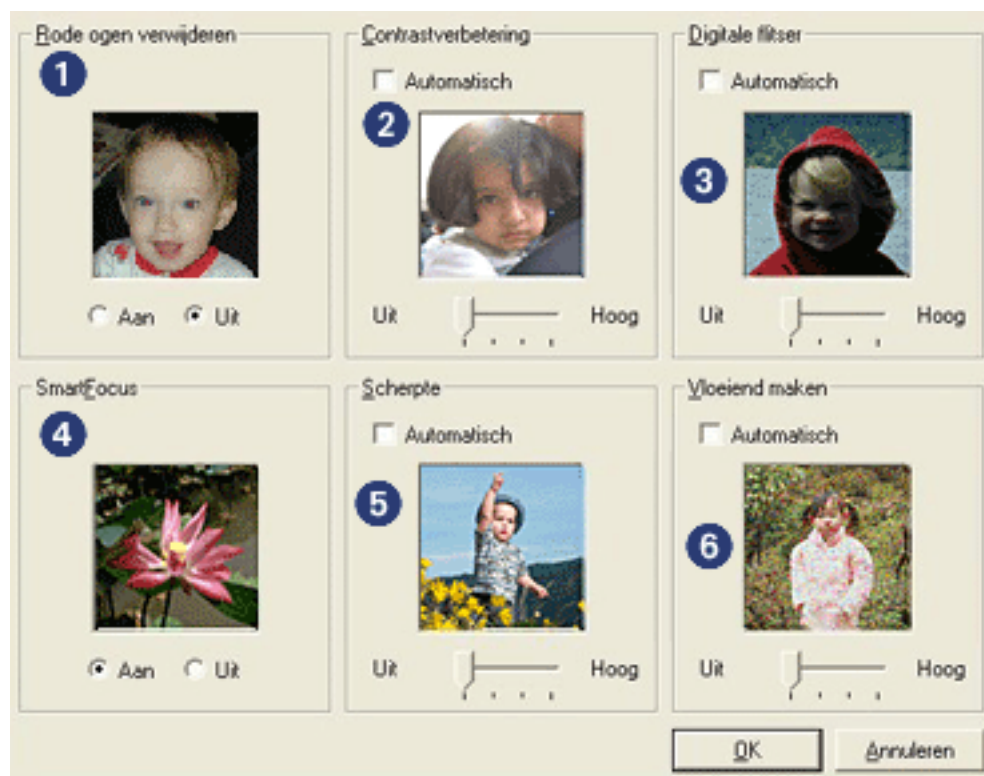 Rode ogen verwijderen
1
Aan Uit
Contrastverbetering
Automatisch
2
Uit Hoog
Digitale flitser
Automatisch
3
Uit Hoog
SmartFocus
4
Aan Uit
Scherpte
Automatisch
5
Uit Hoog
Vloeiend maken
Automatisch
6
Uit Hoog
OK Annuleren